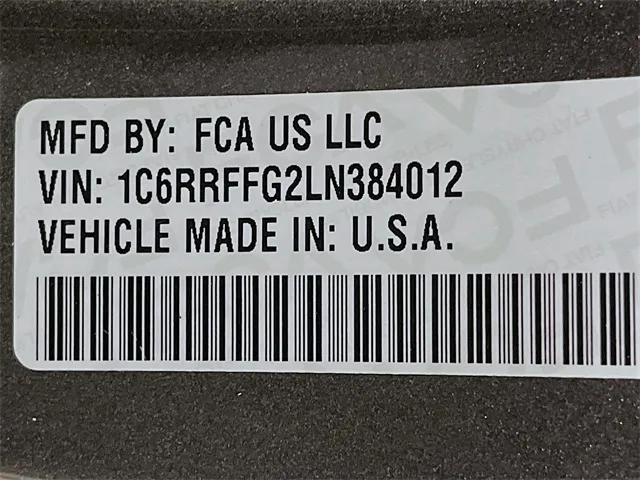 MFD BY: FCA US LLC
VIN: 1C6RRFFG2LN384012
VEHICLE MADE IN: U.S.A.